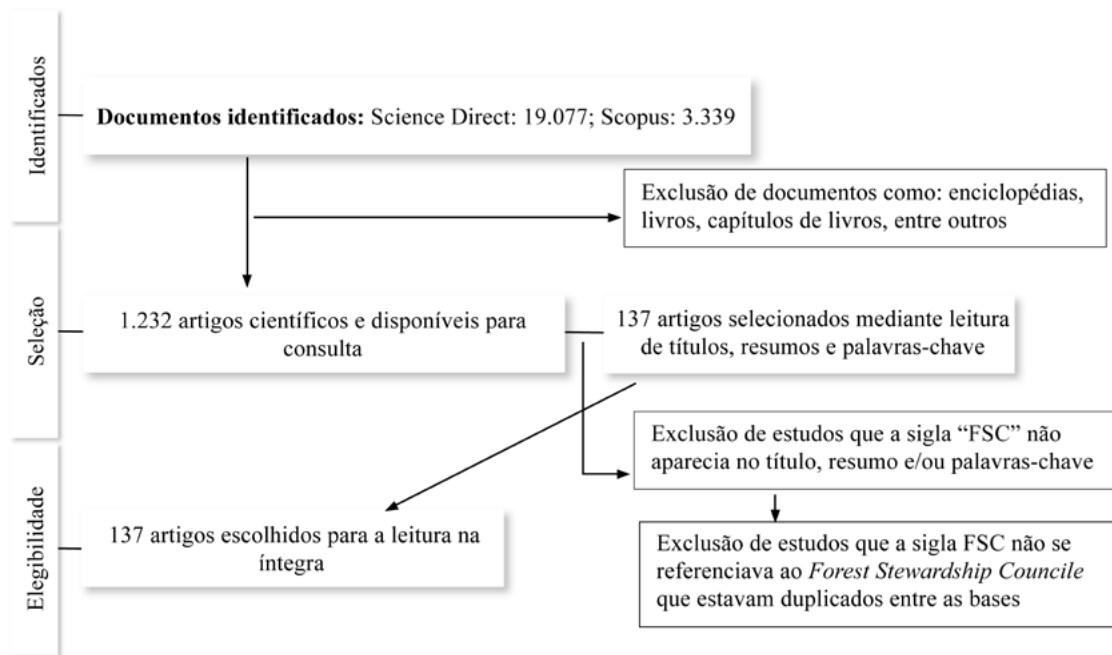 Identificados
Documentos identificados: Science Direct: 19.077; Scopus: 3.339
Exclusão de documentos como: enciclopédias,
livros, capítulos de livros, entre outros
Seleção
1.232 artigos científicos e disponíveis para
consulta
137 artigos selecionados mediante leitura
de títulos, resumos e palavras-chave
Exclusão de estudos que a sigla “FSC” não
aparecia no título, resumo e/ou palavras-chave
Elegibilidade
137 artigos escolhidos para a leitura na
íntegra
Exclusão de estudos que a sigla FSC não se
referenciava ao Forest Stewardship Councile
que estavam duplicados entre as bases